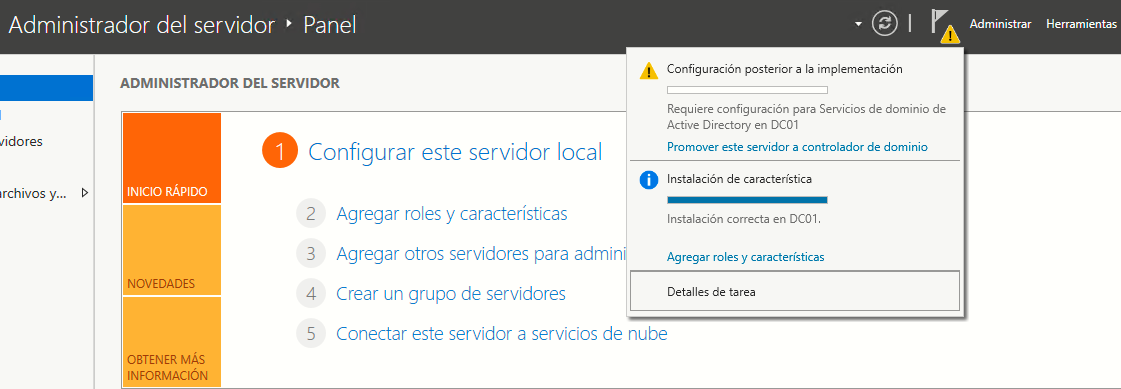 Administrador del servidor ‣ Panel
Administrar Herramientas
ADMINISTRADOR DEL SERVIDOR
vidores
archivos y...
INICIO RÁPIDO
NOVEDADES
OBTENER MÁS
INFORMACIÓN
1 Configurar este servidor local
2 Agregar roles y características
3 Agregar otros servidores para admini
4 Crear un grupo de servidores
5 Conectar este servidor a servicios de nube
Configuración posterior a la implementación
Requiere configuración para Servicios de dominio de
Active Directory en DC01
Promover este servidor a controlador de dominio
Instalación de característica
Instalación correcta en DC01.
Agregar roles y características
Detalles de tarea